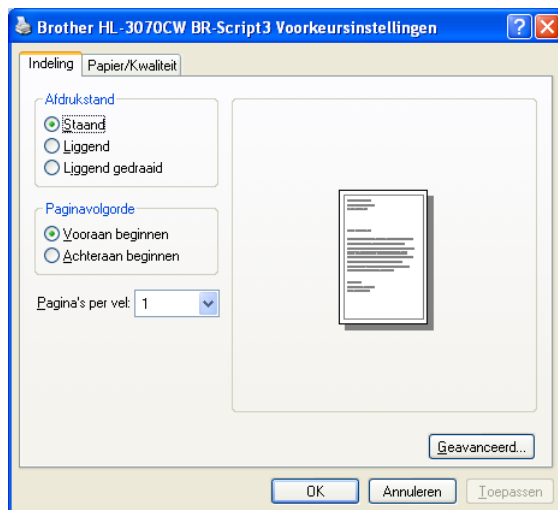 Brother HL-3070CW BR-Script3 Voorkeursinstellingen
Indeling Papier/Kwaliteit
Afdrukstand
Staand
Liggend
Liggend gedraaid
Paginavolgorde
Vooraan beginnen
Achteraan beginnen
Pagina's per vel: 1
Geavanceerd...
OK Annuleren Toepassen